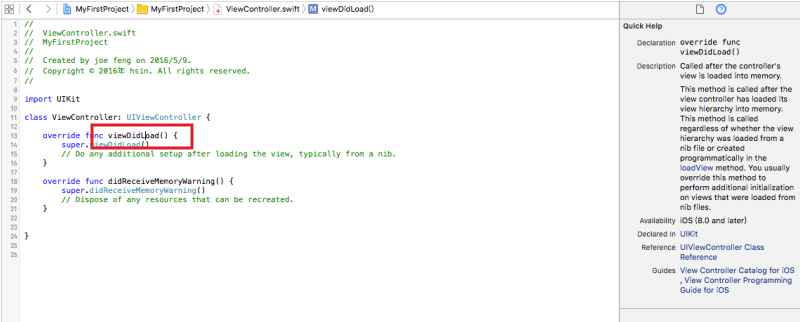 MyFirstProject MyFirstProject ViewController.swift M viewDidLoad()
1 //
2 // ViewController.swift
3 // MyFirstProject
4 //
5 // Created by joe feng on 2016/5/9.
6 // Copyright © 2016年 hsin. All rights reserved.
7 //
8
9 import UIKit
10
11 class ViewController: UIViewController {
12
13 override func viewDidLoad() {
14 super.viewDidLoad()
15 // Do any additional setup after loading the view, typically from a nib.
16 }
17
18 override func didReceiveMemoryWarning() {
19 super.didReceiveMemoryWarning()
20 // Dispose of any resources that can be recreated.
21 }
22
23
24 }
25
26
Quick Help
Declaration override func
viewDidLoad()
Description Called after the controller's
view is loaded into memory.
This method is called after the
view controller has loaded its
view hierarchy into memory.
This method is called
regardless of whether the view
hierarchy was loaded from a
nib file or created
programmatically in the
loadView method. You usually
override this method to
perform additional initialization
on views that were loaded from
nib files.
Availability iOS (8.0 and later)
Declared In UIKit
Reference UIViewController Class
Reference
Guides View Controller Catalog for iOS
, View Controller Programming
Guide for iOS